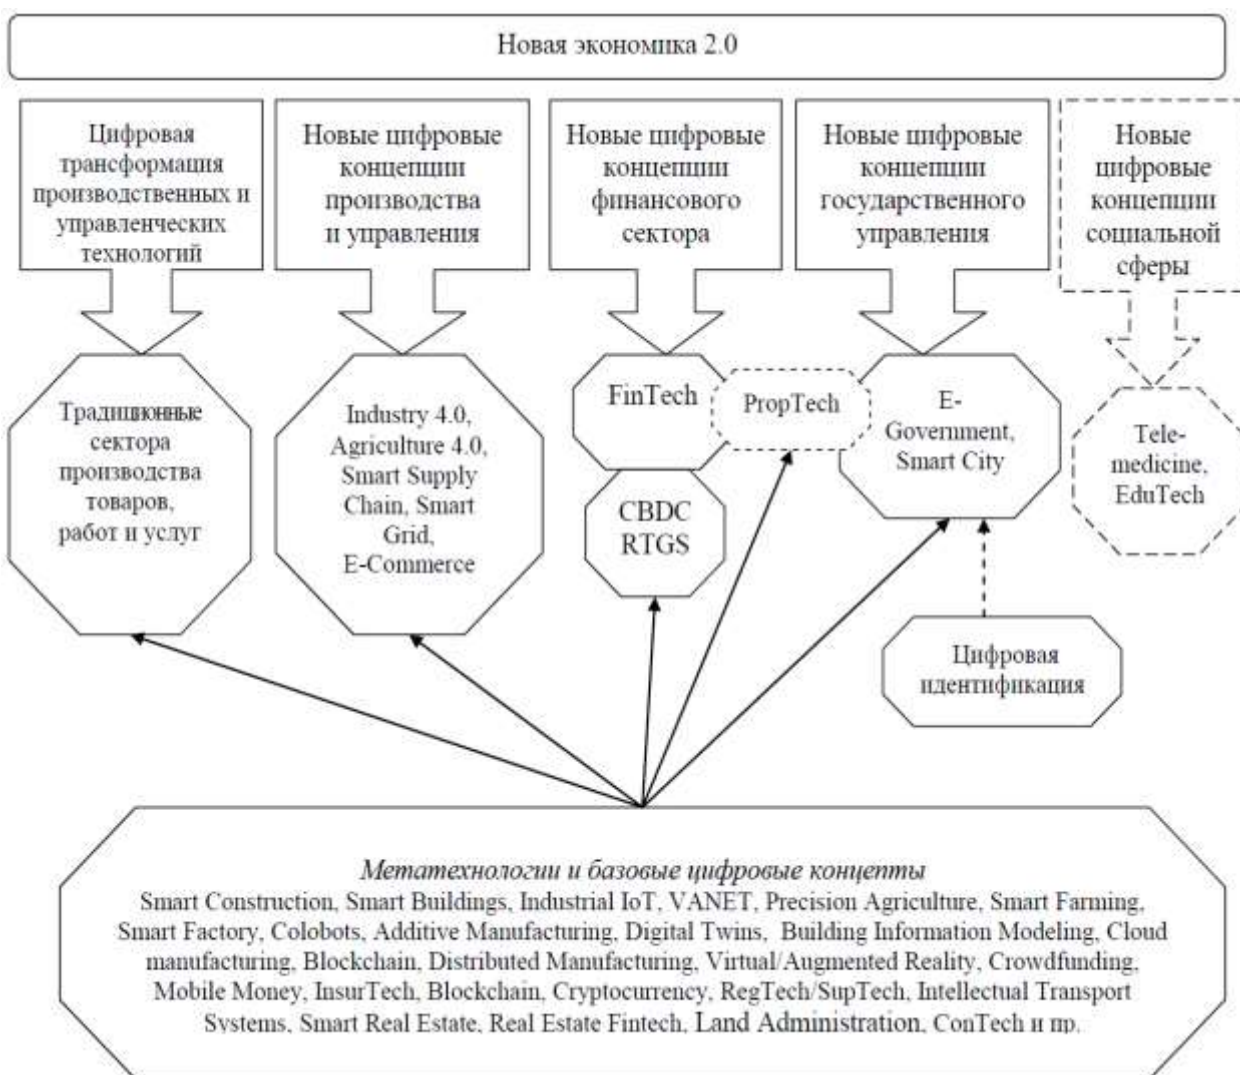 Новая экономика 2.0
Цифровая
трансформация
производственных и
управленческих
технологий
Новые цифровые
концепции
производства
и управления
Новые цифровые
концепции
финансового
сектора
Новые цифровые
концепции
государственного
управления
Новые
цифровые
концепции
социальной
сферы
Традиционные
сектора
производства
товаров,
работ и услуг
Industry 4.0,
Agriculture 4.0,
Smart Supply
Chain, Smart
Grid,
E-Commerce
FinTech
CBDC
RTGS
PropTech
E-
Government,
Smart City
Tele-
medicine,
EduTech
Цифровая
идентификация
Метатехнологии и базовые цифровые концепты
Smart Construction, Smart Buildings, Industrial IoT, VANET, Precision Agriculture, Smart Farming,
Smart Factory, Colobots, Additive Manufacturing, Digital Twins, Building Information Modeling, Cloud
manufacturing, Blockchain, Distributed Manufacturing, Virtual/Augmented Reality, Crowdfunding,
Mobile Money, InsurTech, Blockchain, Cryptocurrency, RegTech/SupTech, Intellectual Transport
Systems, Smart Real Estate, Real Estate Fintech, Land Administration, ConTech и пр.